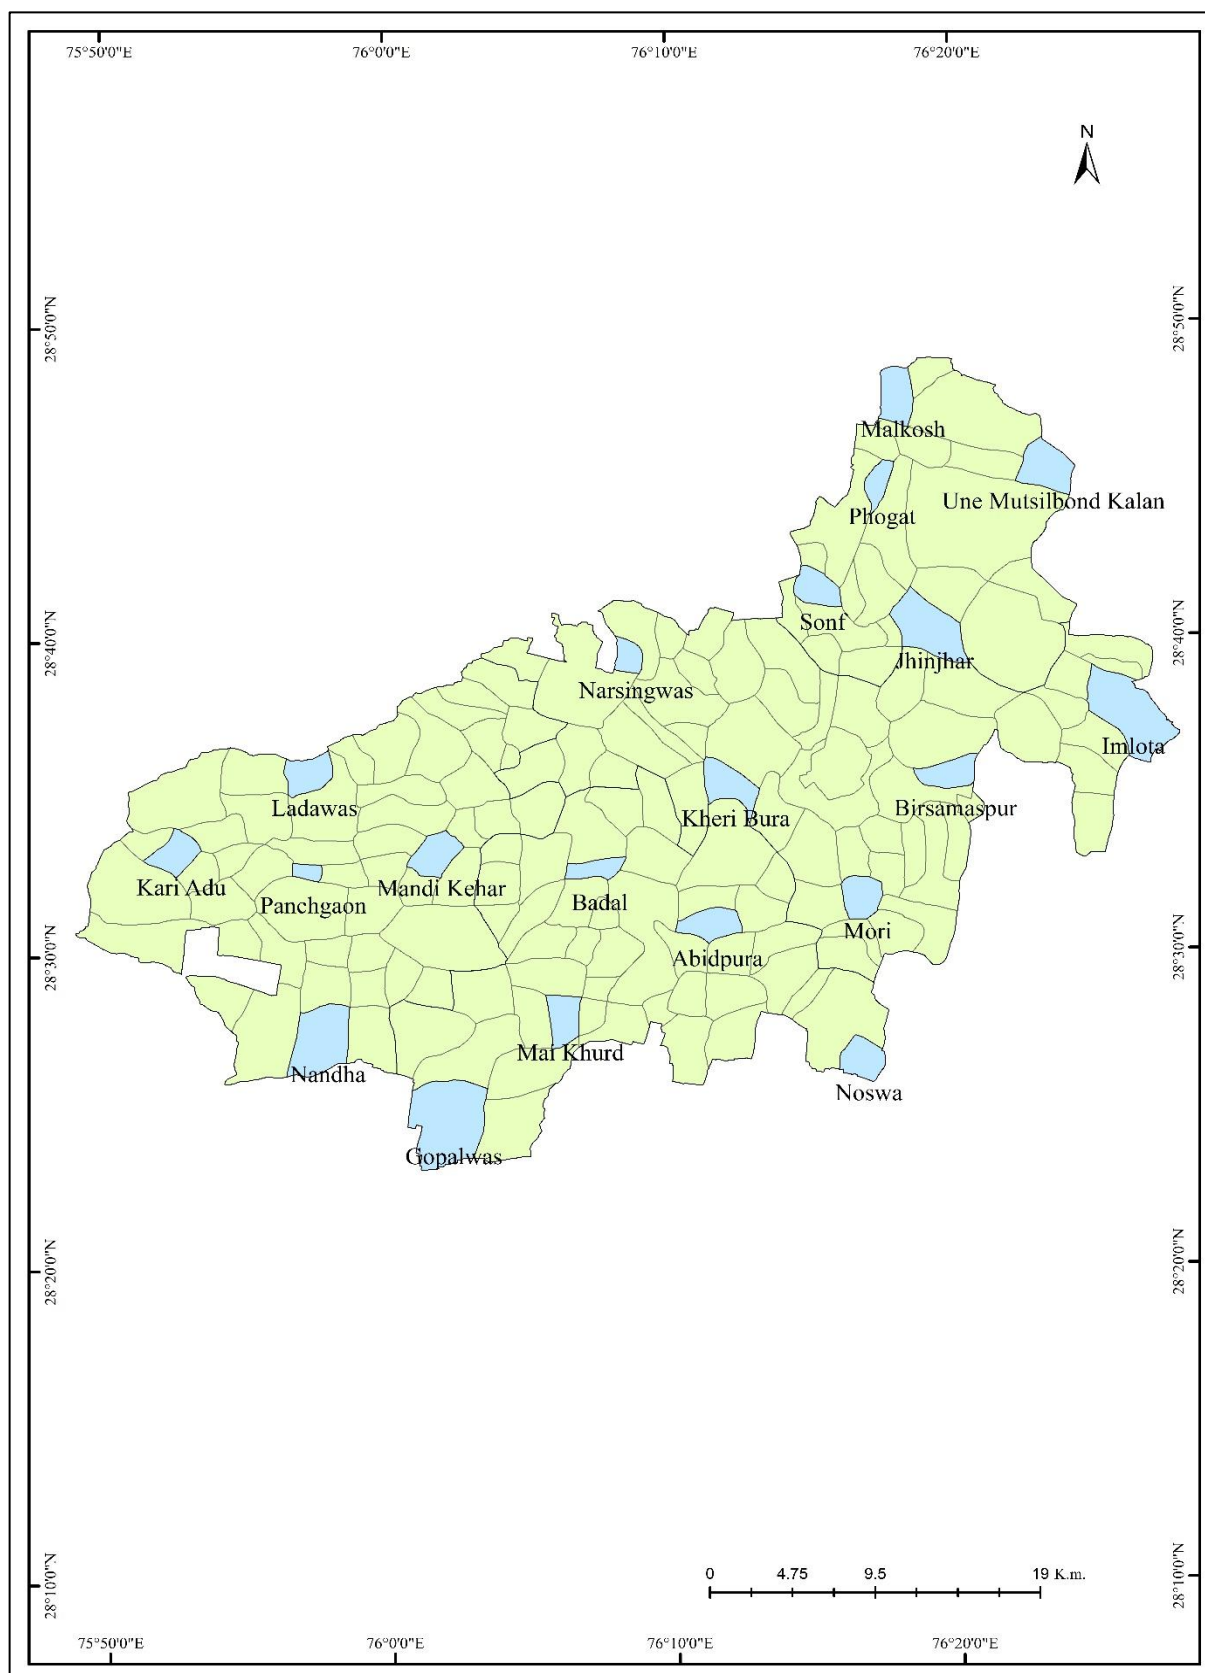 75°50'0"E
76°0'0"E
76°10'0"E
76°20'0"E
N
28°50'0"N
28°50'0"N
Malkosh
Une Mutsilbond Kalan
Phogat
Sonf
28°40'0"N
28°40'0"N
Jhinjhar
Narsingwas
Imlota
Ladawas
Birsamaspur
Kheri Bura
Kari Adu
Mandi Kehar
Panchgaon
Badal
Mori
28°30'0"N
28°30'0"N
Abidpura
Mai Khurd
Nandha
Noswa
Gopalwas
28°20'0"N
28°20'0"N
0 4.75 9.5 19 K.m.
28°10'0"N
28°10'0"N
75°50'0"E
76°0'0"E
76°10'0"E
76°20'0"E